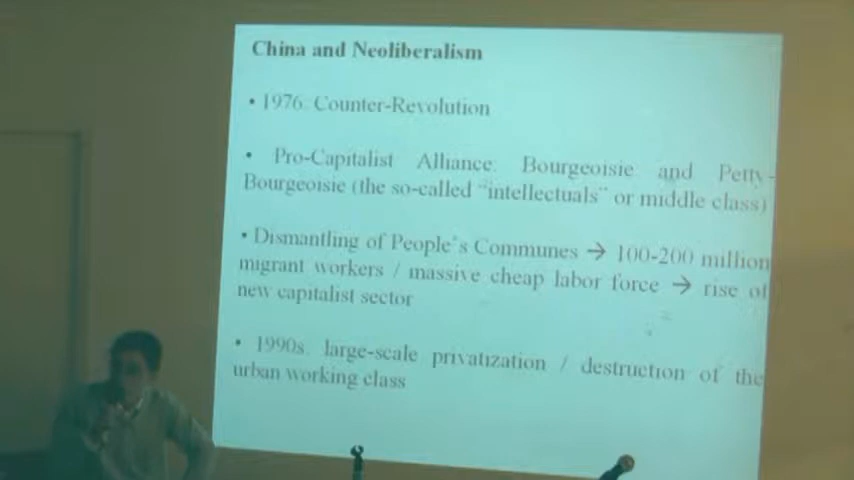 China and Neoliberalism
• 1976. Counter-Revolution
• Pro-Capitalist Alliance: Bourgeoisie and Petty-
Bourgeoisie (the so-called "intellectuals" or middle class)
• Dismantling of People's Communes → 100-200 million
migrant workers / massive cheap labor force → rise of
new capitalist sector
• 1990s. large-scale privatization / destruction of the
urban working class